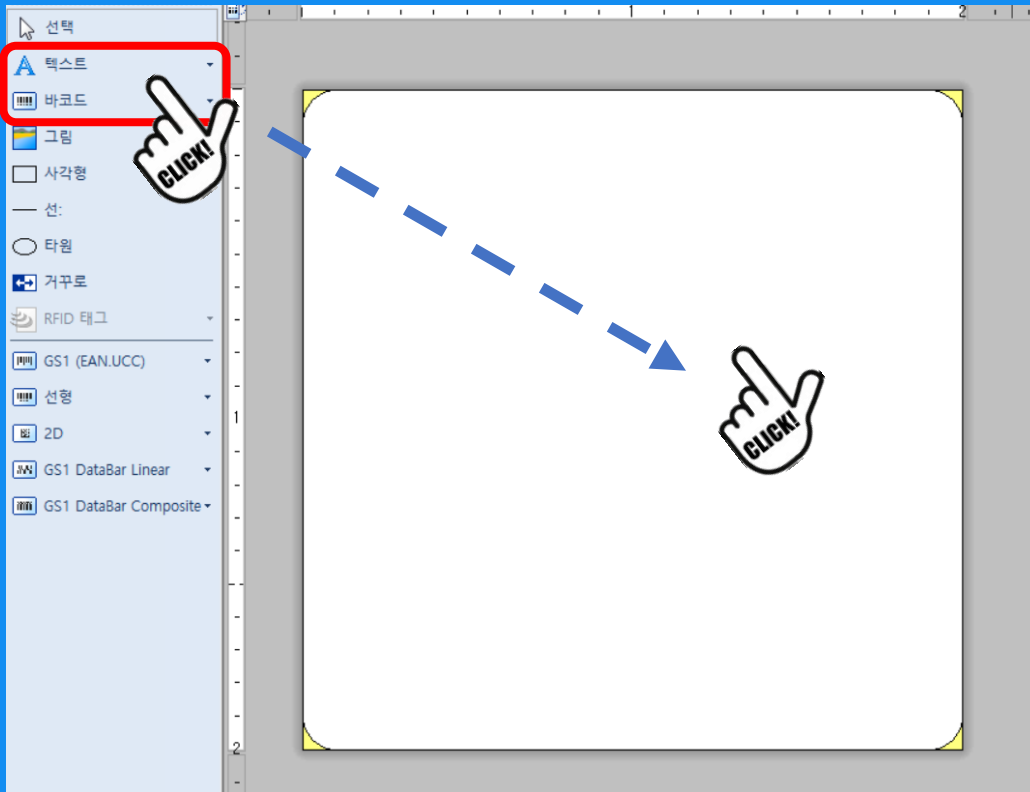 선택
텍스트
바코드
그림
사각형
선:
타원
거꾸로
RFID 태그
GS1 (EAN.UCC)
선형
2D
GS1 DataBar Linear
GS1 DataBar Composite
CLICK!
CLICK!
1
2
1
2